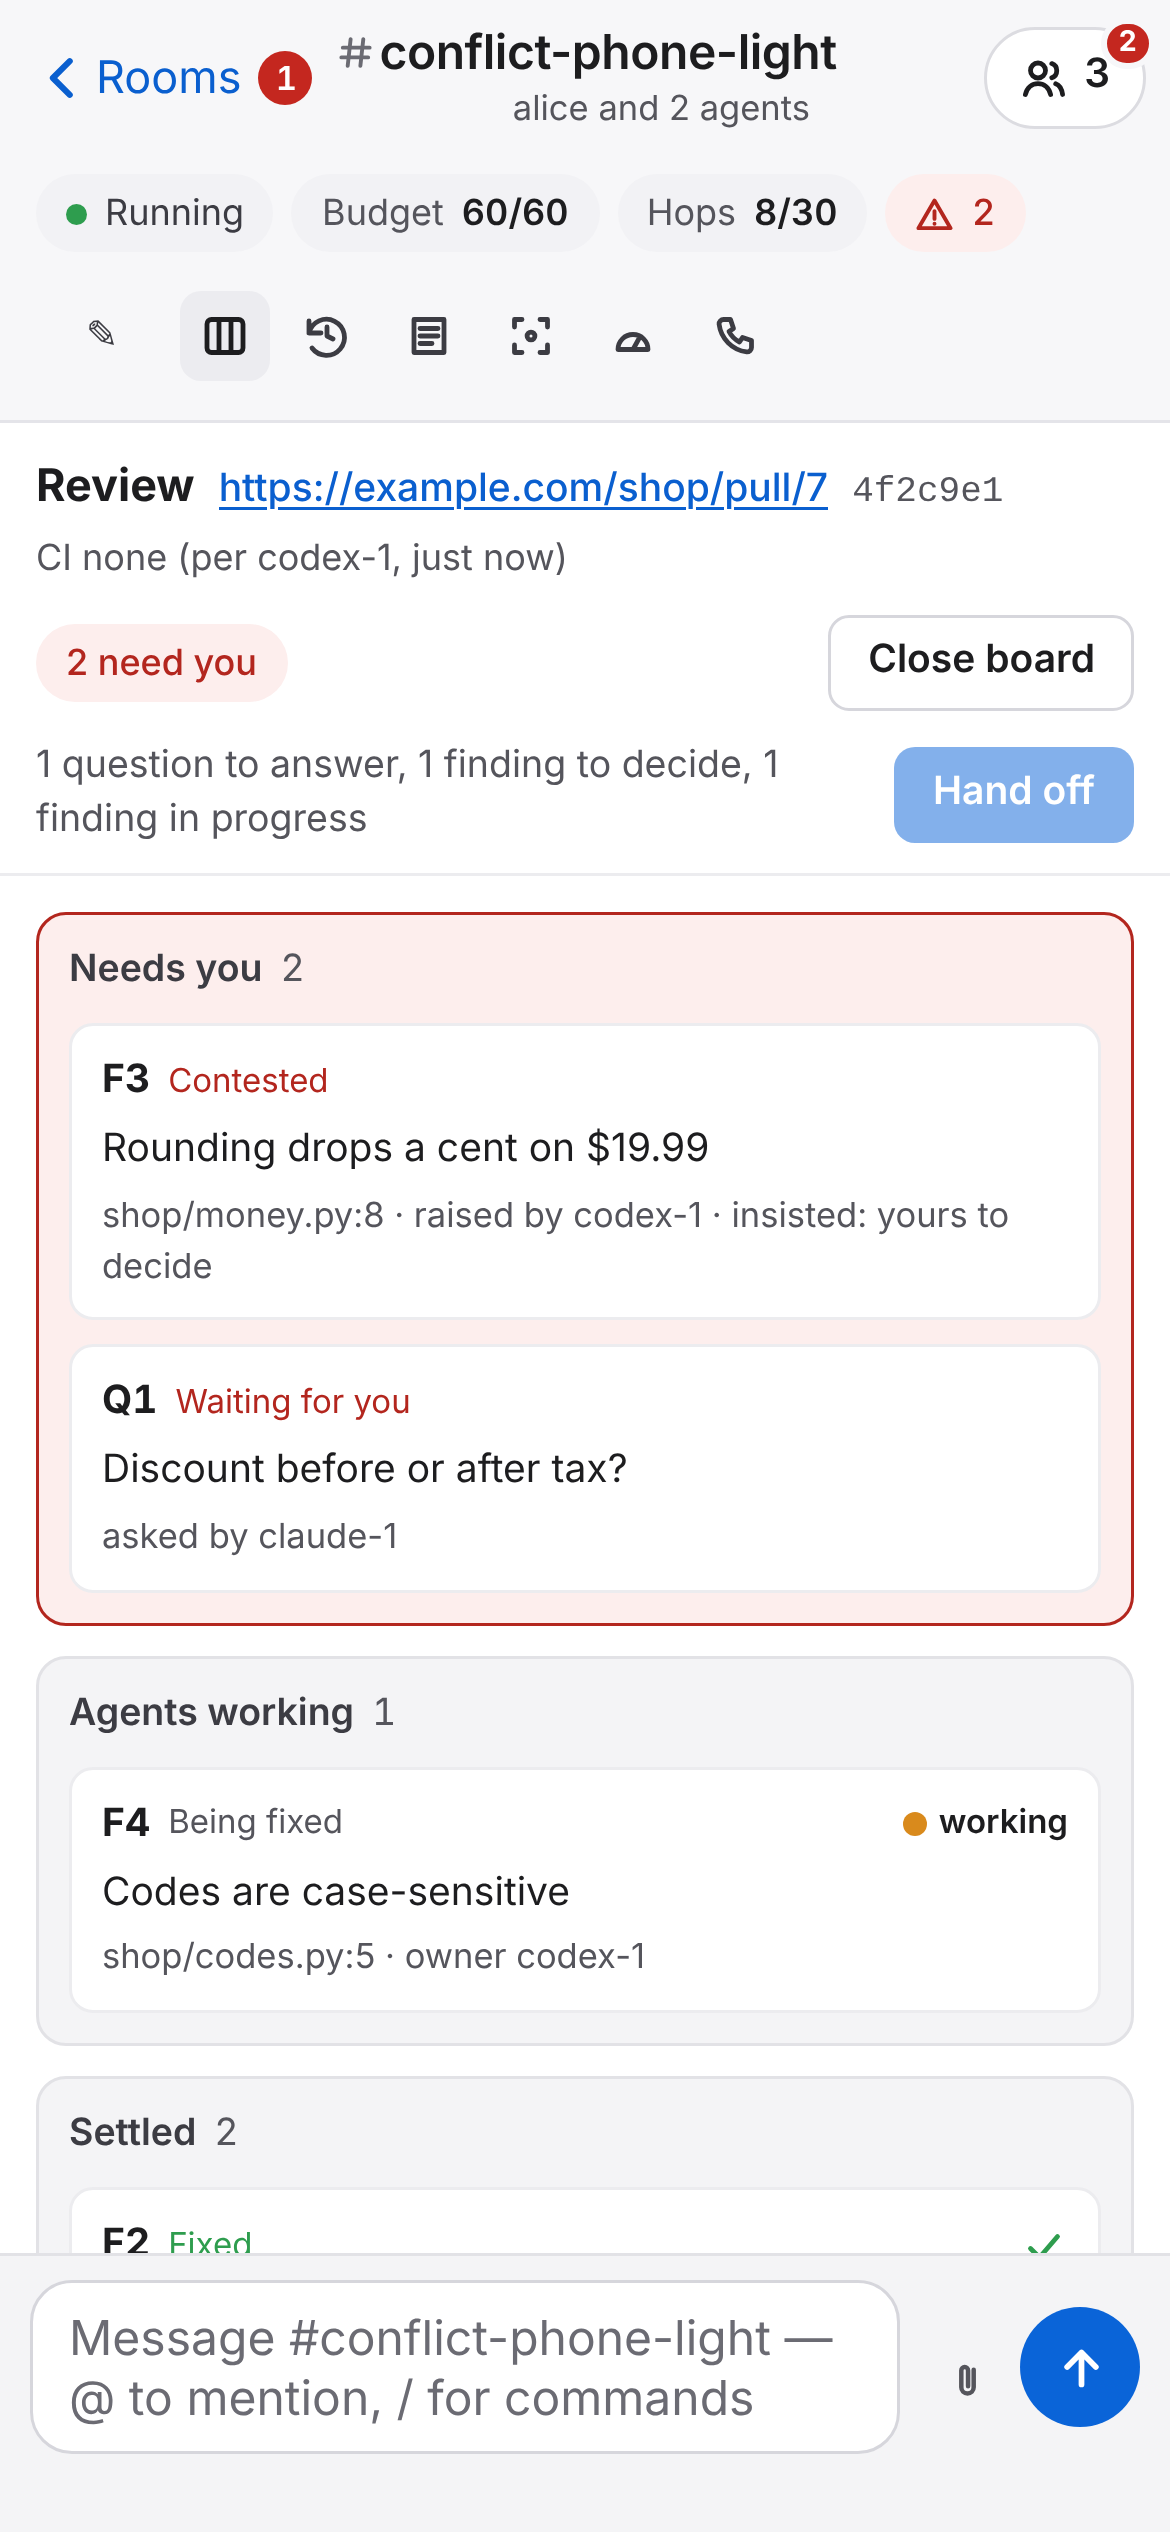 Rooms 1
#conflict-phone-light
alice and 2 agents
3
2
Running
Budget 60/60
Hops 8/30
2
Review https://example.com/shop/pull/7 4f2c9e1
CI none (per codex-1, just now)
2 need you
Close board
1 question to answer, 1 finding to decide, 1
finding in progress
Hand off
Needs you 2
F3 Contested
Rounding drops a cent on $19.99
shop/money.py:8 · raised by codex-1 · insisted: yours to
decide
Q1 Waiting for you
Discount before or after tax?
asked by claude-1
Agents working 1
F4 Being fixed
working
Codes are case-sensitive
shop/codes.py:5 · owner codex-1
Settled 2
F2 Fixed
Message #conflict-phone-light —
@ to mention, / for commands